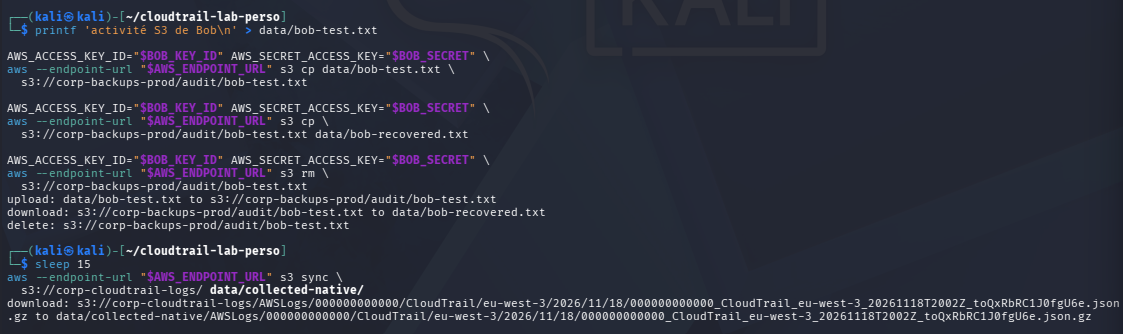 KALI
┌──(kali㉿kali)-[~/cloudtrail-lab-perso]
└─$ printf 'activité S3 de Bob\n' > data/bob-test.txt
AWS_ACCESS_KEY_ID="$BOB_KEY_ID" AWS_SECRET_ACCESS_KEY="$BOB_SECRET" \
aws --endpoint-url "$AWS_ENDPOINT_URL" s3 cp data/bob-test.txt \
  s3://corp-backups-prod/audit/bob-test.txt
AWS_ACCESS_KEY_ID="$BOB_KEY_ID" AWS_SECRET_ACCESS_KEY="$BOB_SECRET" \
aws --endpoint-url "$AWS_ENDPOINT_URL" s3 cp \
  s3://corp-backups-prod/audit/bob-test.txt data/bob-recovered.txt
AWS_ACCESS_KEY_ID="$BOB_KEY_ID" AWS_SECRET_ACCESS_KEY="$BOB_SECRET" \
aws --endpoint-url "$AWS_ENDPOINT_URL" s3 rm \
  s3://corp-backups-prod/audit/bob-test.txt
upload: data/bob-test.txt to s3://corp-backups-prod/audit/bob-test.txt
download: s3://corp-backups-prod/audit/bob-test.txt to data/bob-recovered.txt
delete: s3://corp-backups-prod/audit/bob-test.txt
┌──(kali㉿kali)-[~/cloudtrail-lab-perso]
└─$ sleep 15
aws --endpoint-url "$AWS_ENDPOINT_URL" s3 sync \
  s3://corp-cloudtrail-logs/ data/collected-native/
download: s3://corp-cloudtrail-logs/AWSLogs/000000000000/CloudTrail/eu-west-3/2026/11/18/000000000000_CloudTrail_eu-west-3_20261118T2002Z_toQxRbRC1J0fgU6e.json
.gz to data/collected-native/AWSLogs/000000000000/CloudTrail/eu-west-3/2026/11/18/000000000000_CloudTrail_eu-west-3_20261118T2002Z_toQxRbRC1J0fgU6e.json.gz